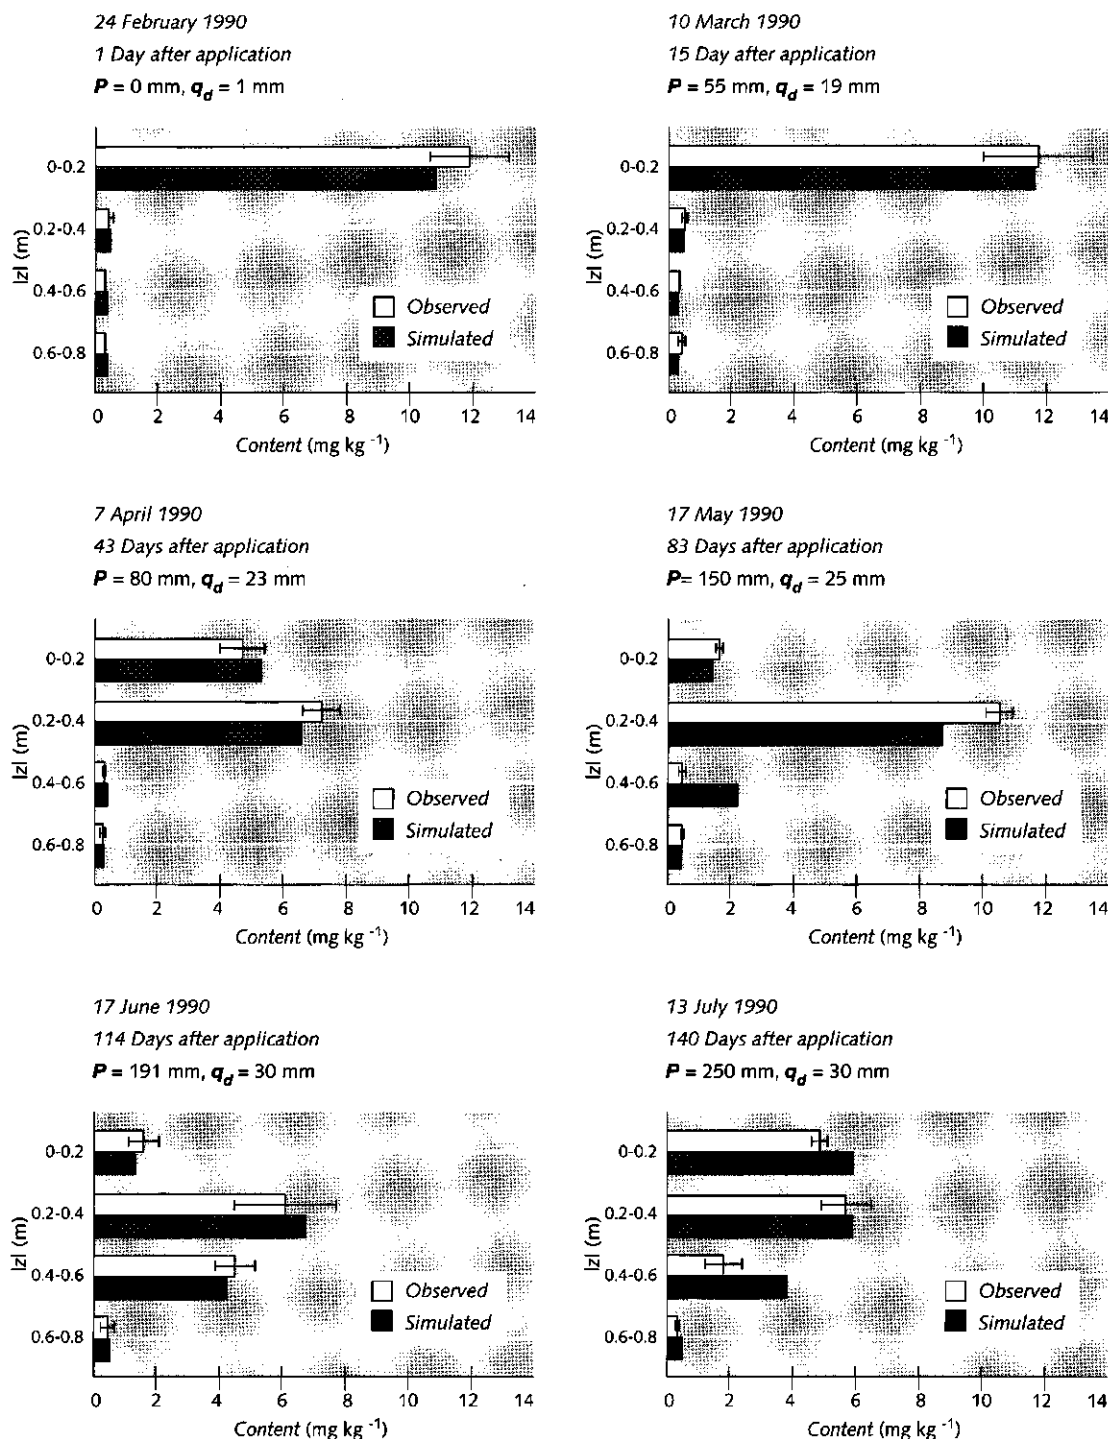 24 February 1990
1 Day after application
P = 0 mm, q_d = 1 mm
0-0.2
0.2-0.4
0.4-0.6
0.6-0.8
|z| (m)
Observed
Simulated
0 2 4 6 8 10 12 14
Content (mg kg -1)
10 March 1990
15 Day after application
P = 55 mm, q_d = 19 mm
0-0.2
0.2-0.4
0.4-0.6
0.6-0.8
|z| (m)
Observed
Simulated
0 2 4 6 8 10 12 14
Content (mg kg -1)
7 April 1990
43 Days after application
P = 80 mm, q_d = 23 mm
0-0.2
0.2-0.4
0.4-0.6
0.6-0.8
|z| (m)
Observed
Simulated
0 2 4 6 8 10 12 14
Content (mg kg -1)
17 May 1990
83 Days after application
P= 150 mm, q_d = 25 mm
0-0.2
0.2-0.4
0.4-0.6
0.6-0.8
|z| (m)
Observed
Simulated
0 2 4 6 8 10 12 14
Content (mg kg -1)
17 June 1990
114 Days after application
P = 191 mm, q_d = 30 mm
0-0.2
0.2-0.4
0.4-0.6
0.6-0.8
|z| (m)
Observed
Simulated
0 2 4 6 8 10 12 14
Content (mg kg -1)
13 July 1990
140 Days after application
P = 250 mm, q_d = 30 mm
0-0.2
0.2-0.4
0.4-0.6
0.6-0.8
|z| (m)
Observed
Simulated
0 2 4 6 8 10 12 14
Content (mg kg -1)